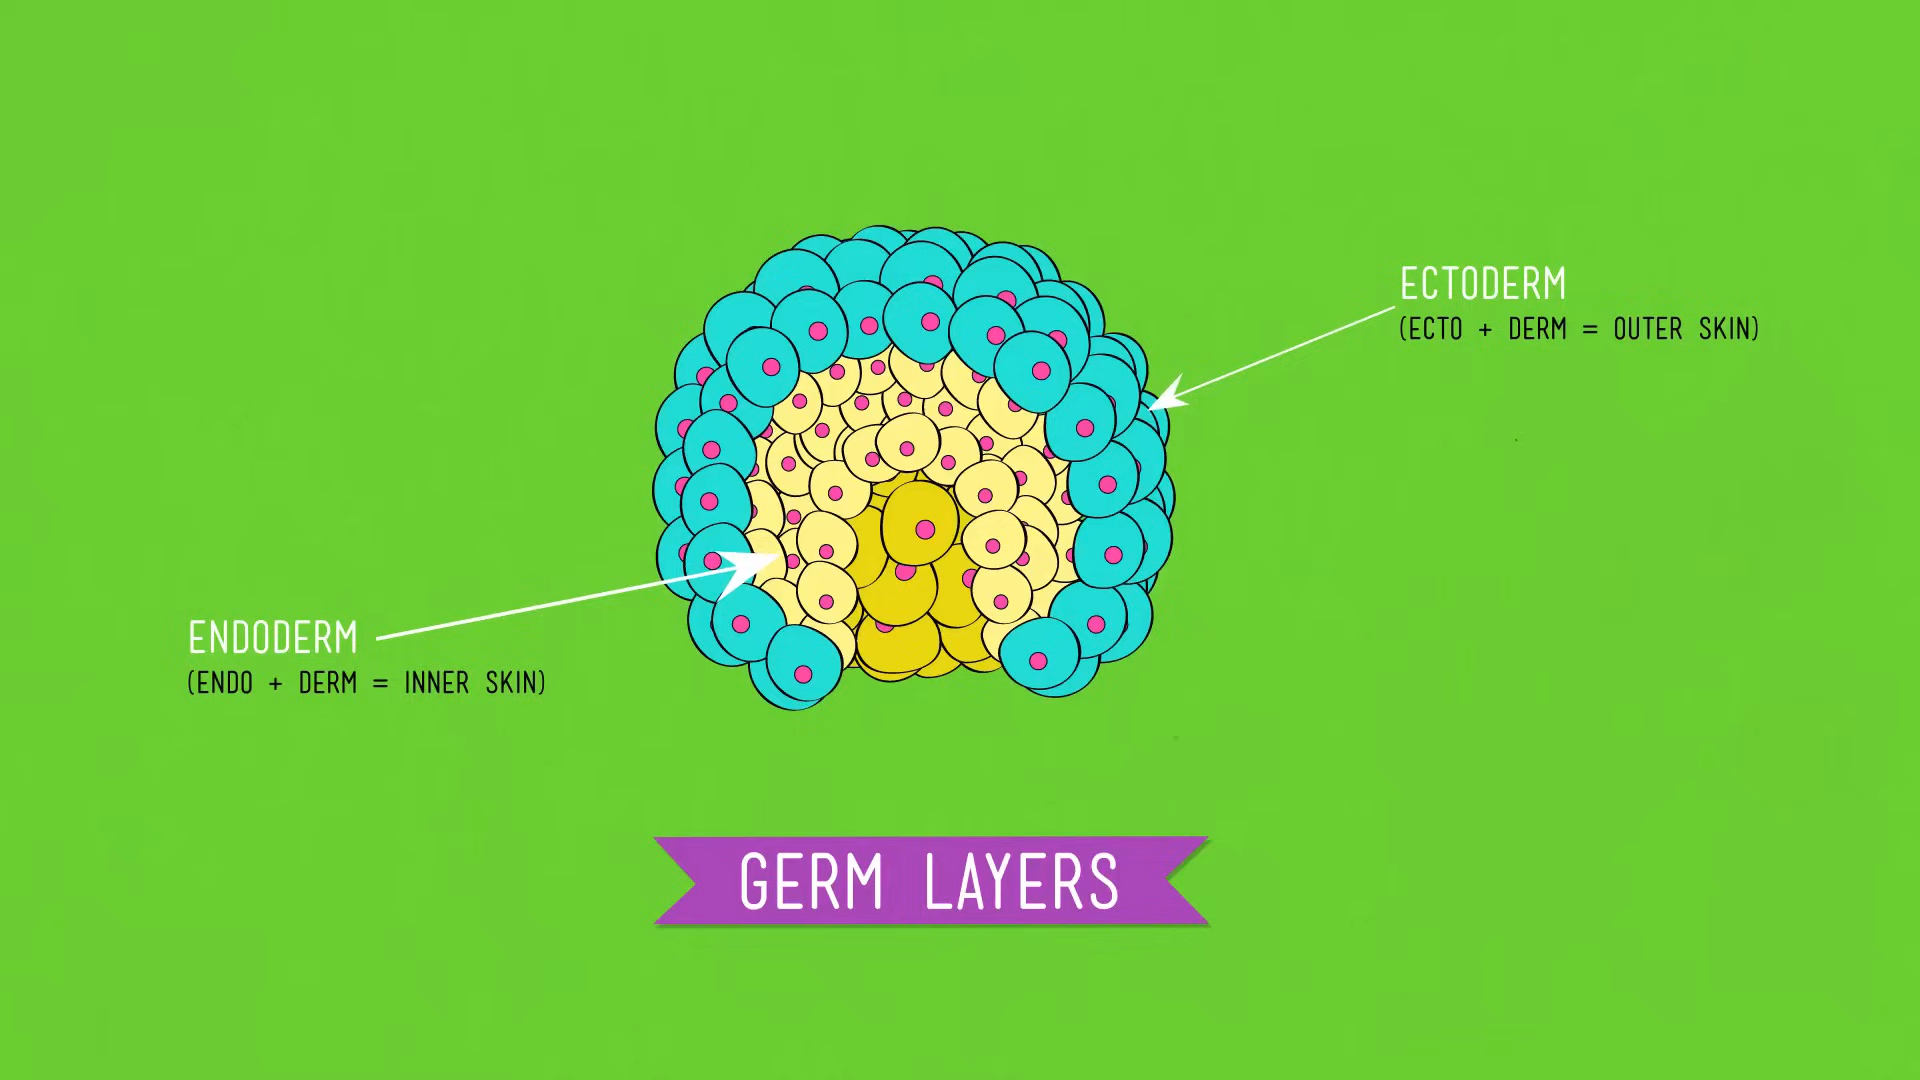 ECTODERM
(ECTO + DERM = OUTER SKIN)
ENDODERM
(ENDO + DERM = INNER SKIN)
GERM LAYERS